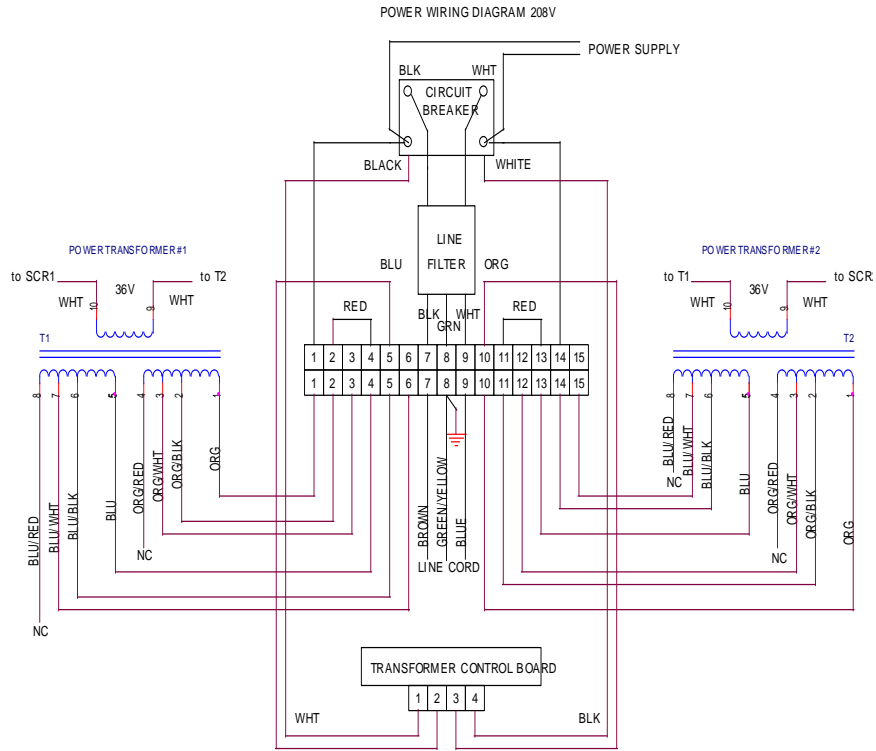 POWER WIRING DIAGRAM 208V
POWER SUPPLY
BLK
WHT
CIRCUIT
BREAKER
BLACK
WHITE
LINE
FILTER
POWER TRANSFORMER #1
to SCR1
to T2
WHT
36V
WHT
10
9
T1
BLU
ORG
RED
BLK
WHT
GRN
RED
POWER TRANSFORMER #2
to T1
to SCR
WHT
36V
WHT
10
9
T2
1 2 3 4 5 6 7 8 9 10 11 12 13 14 15
1 2 3 4 5 6 7 8 9 10 11 12 13 14 15
8 7 6 5 4 3 2 1
8 7 6 5 4 3 2 1
BLU/RED
BLU/WHT
BLU/BLK
BLU
ORG/RED
ORG/WHT
ORG/BLK
ORG
NC
NC
BROWN
GREEN/YELLOW
BLUE
LINE CORD
BLU/RED
BLU/WHT
BLU/BLK
BLU
ORG/RED
ORG/WHT
ORG/BLK
ORG
NC
NC
TRANSFORMER CONTROL BOARD
1 2 3 4
WHT
BLK